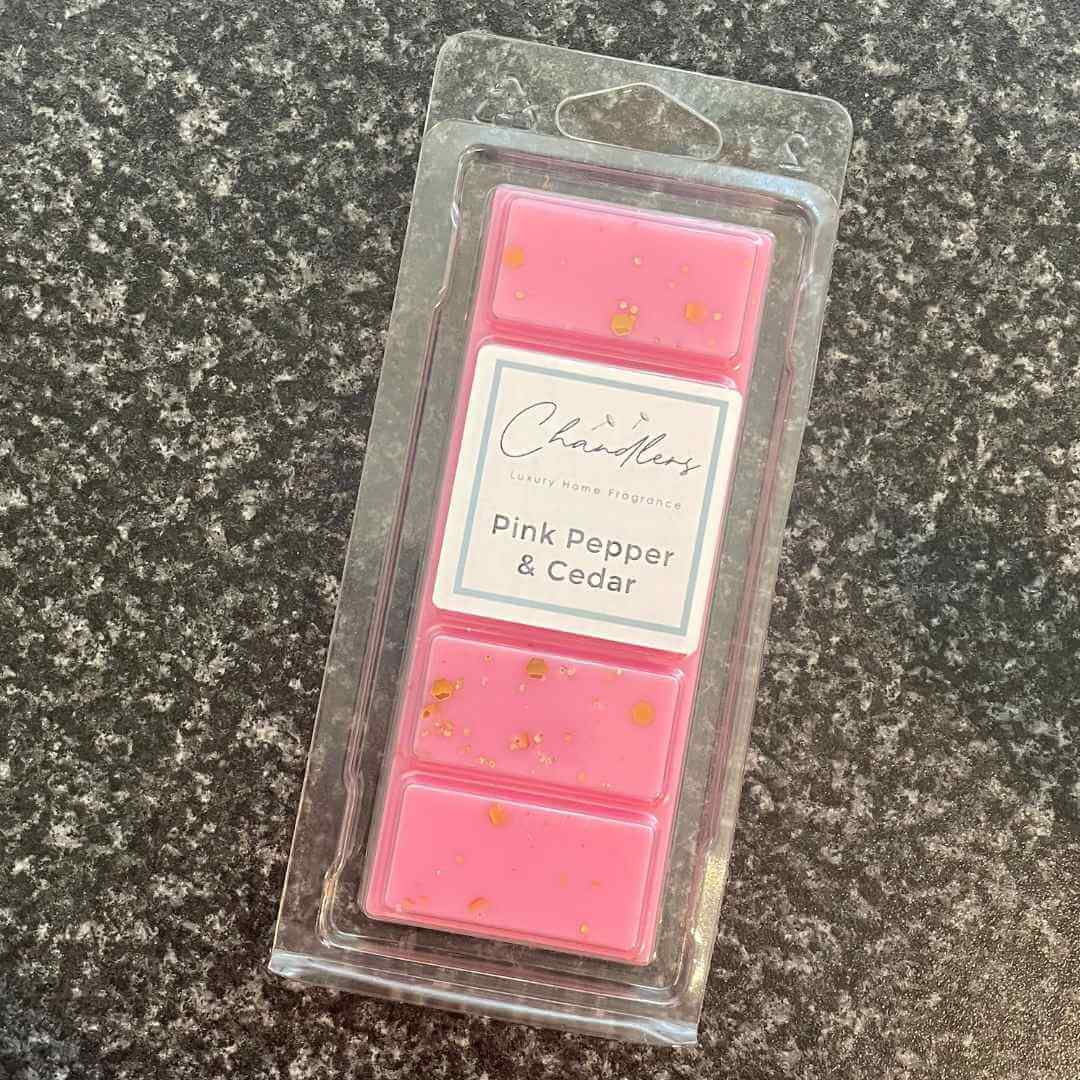 Chandlers
Luxury Home Fragrance
Pink Pepper
& Cedar